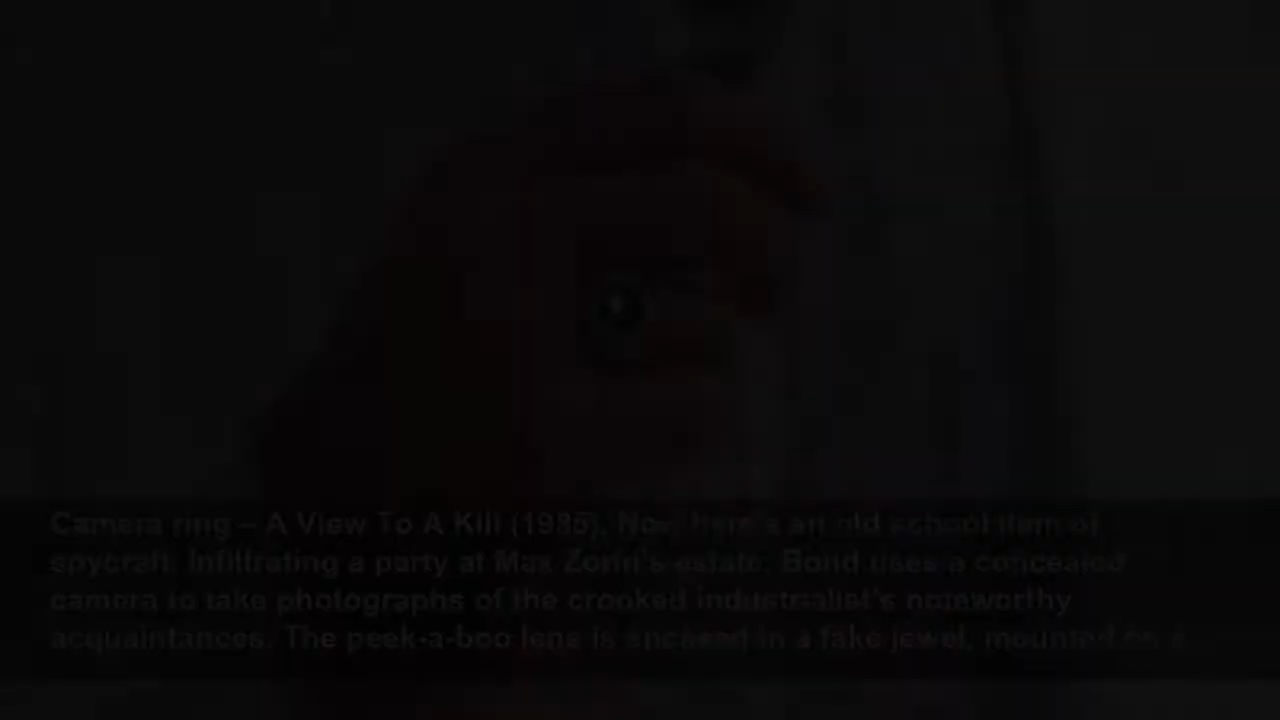 Camera ring – A View To A Kill (1985), Now here's an old school item of
spycraft. Infiltrating a party at Max Zorin's estate, Bond uses a concealed
camera to take photographs of the crooked industrialist's noteworthy
acquaintances. The peek-a-boo lens is encased in a fake jewel, mounted on a